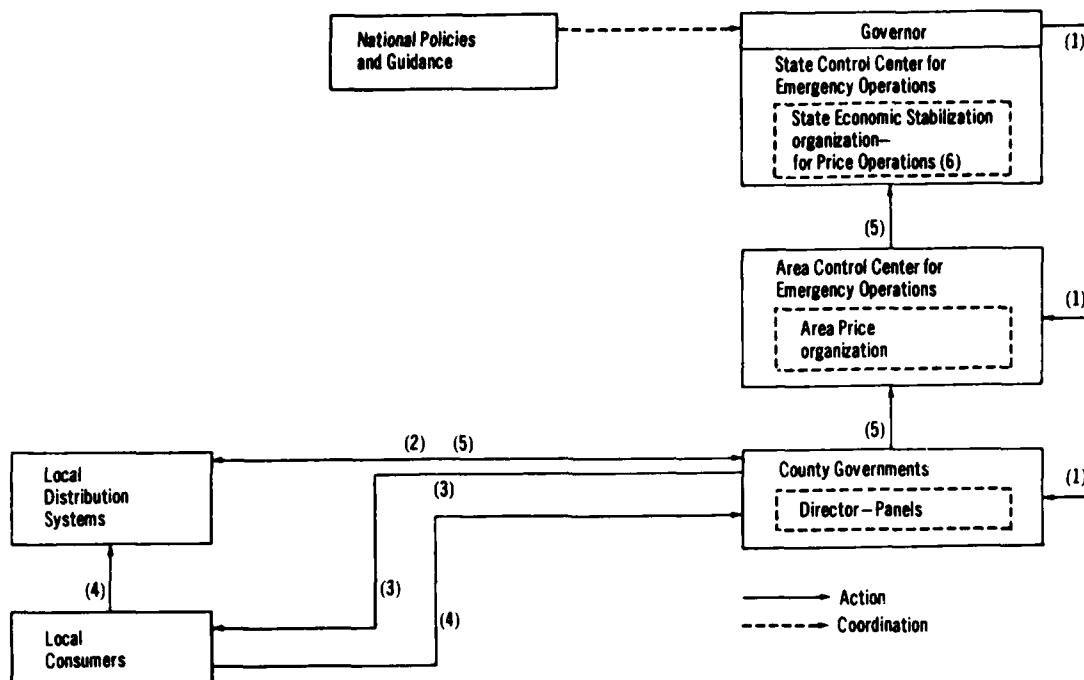 National Policies
and Guidance
Governor
(1)
State Control Center for
Emergency Operations
State Economic Stabilization
organization–
for Price Operations (6)
(5)
Area Control Center for
Emergency Operations
(1)
Area Price
organization
(5)
(2) (5)
Local
Distribution
Systems
County Governments
(1)
(3)
Director – Panels
(4)
(3)
(4)
Action
Coordination
Local
Consumers